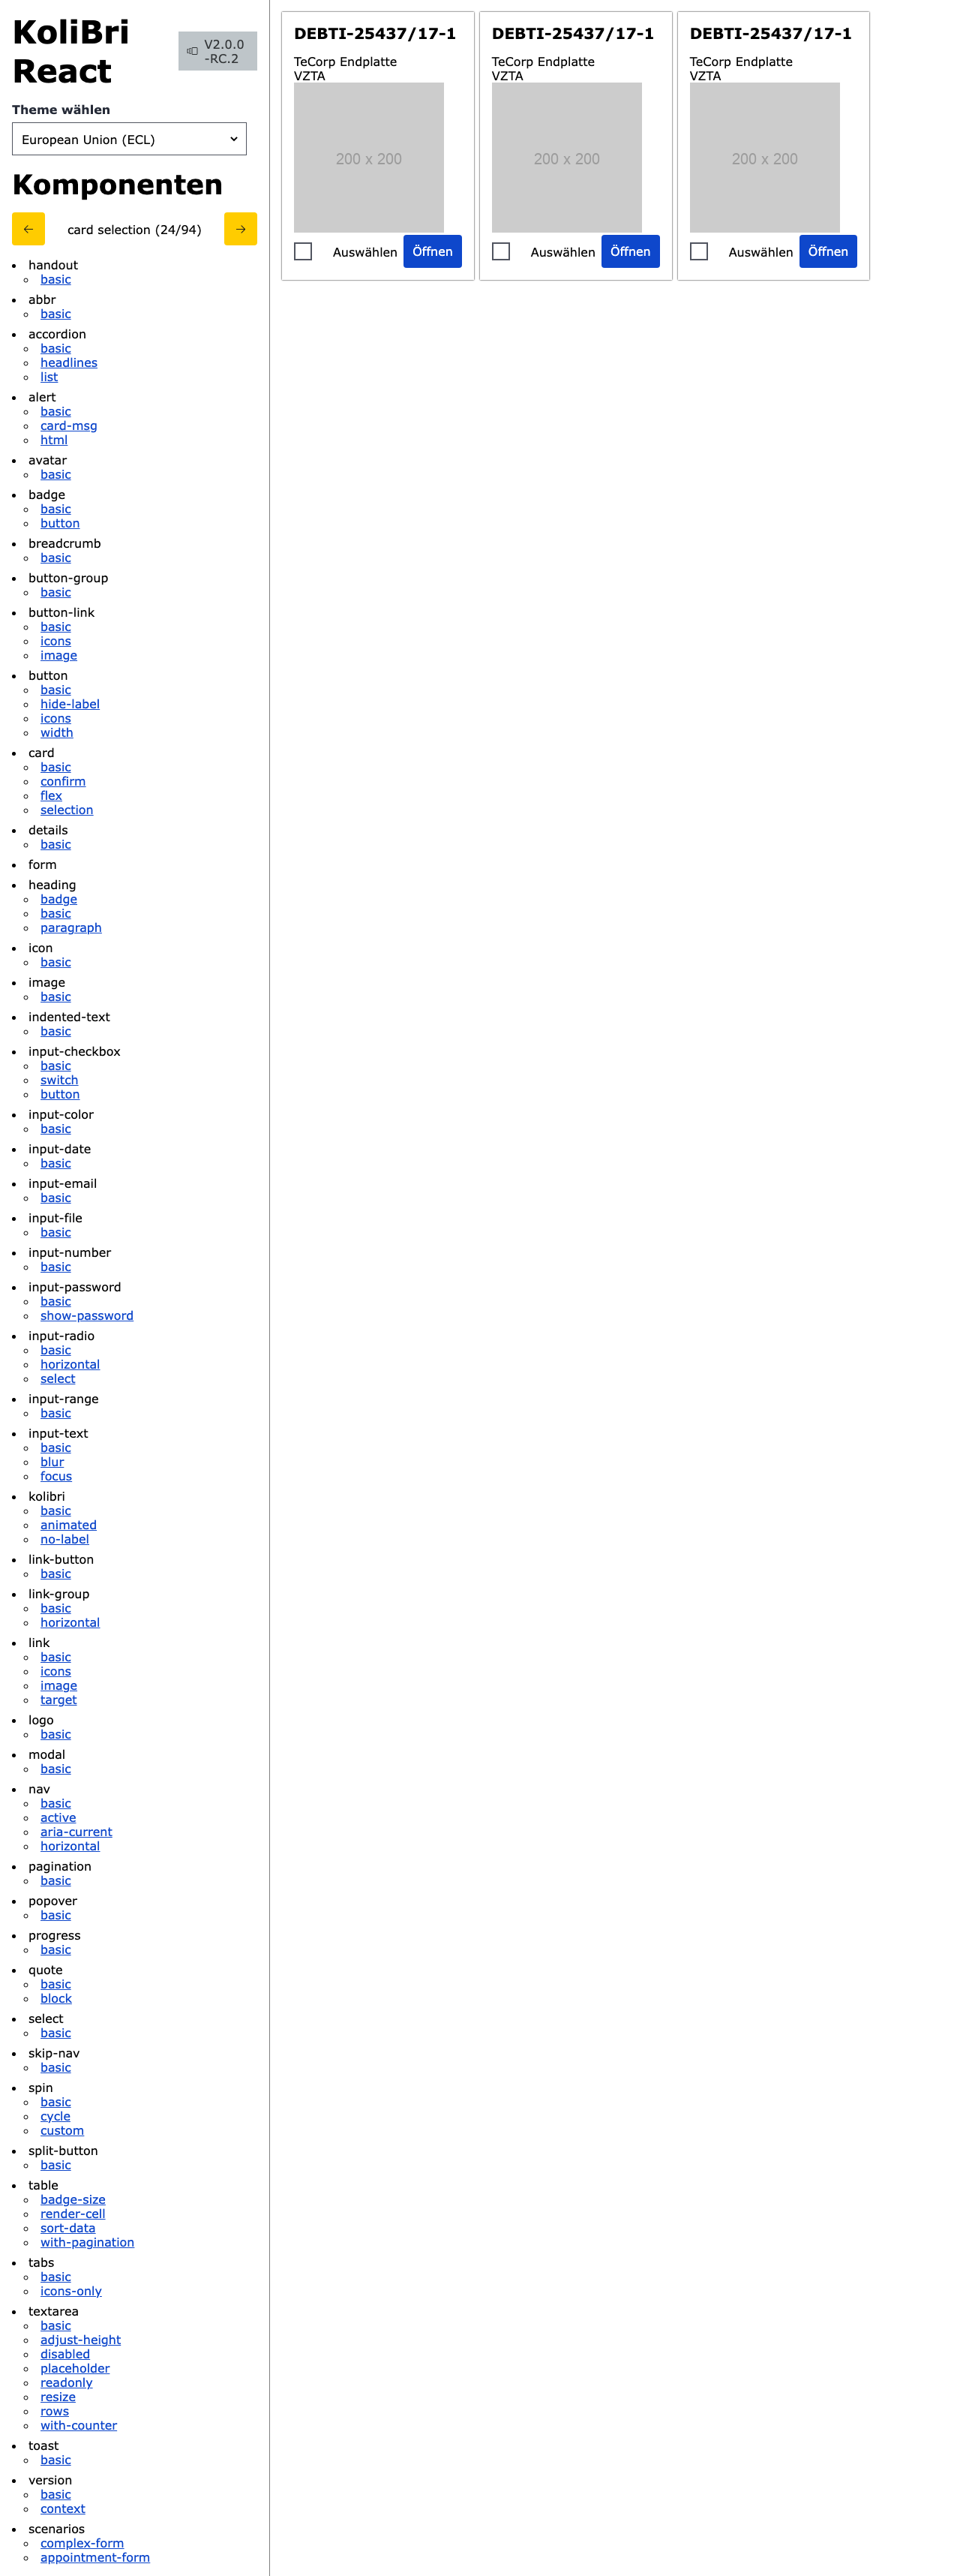 KoliBri
React
V2.0.0
-RC.2
Theme wählen
European Union (ECL)
Komponenten
card selection (24/94)
handout
basic
abbr
basic
accordion
basic
headlines
list
alert
basic
card-msg
html
avatar
basic
badge
basic
button
breadcrumb
basic
button-group
basic
button-link
basic
icons
image
button
basic
hide-label
icons
width
card
basic
confirm
flex
selection
details
basic
form
heading
badge
basic
paragraph
icon
basic
image
basic
indented-text
basic
input-checkbox
basic
switch
button
input-color
basic
input-date
basic
input-email
basic
input-file
basic
input-number
basic
input-password
basic
show-password
input-radio
basic
horizontal
select
input-range
basic
input-text
basic
blur
focus
kolibri
basic
animated
no-label
link-button
basic
link-group
basic
horizontal
link
basic
icons
image
target
logo
basic
modal
basic
nav
basic
active
aria-current
horizontal
pagination
basic
popover
basic
progress
basic
quote
basic
block
select
basic
skip-nav
basic
spin
basic
cycle
custom
split-button
basic
table
badge-size
render-cell
sort-data
with-pagination
tabs
basic
icons-only
textarea
basic
adjust-height
disabled
placeholder
readonly
resize
rows
with-counter
toast
basic
version
basic
context
scenarios
complex-form
appointment-form
DEBTI-25437/17-1
TeCorp Endplatte
VZTA
200 x 200
Auswählen Öffnen
DEBTI-25437/17-1
TeCorp Endplatte
VZTA
200 x 200
Auswählen Öffnen
DEBTI-25437/17-1
TeCorp Endplatte
VZTA
200 x 200
Auswählen Öffnen